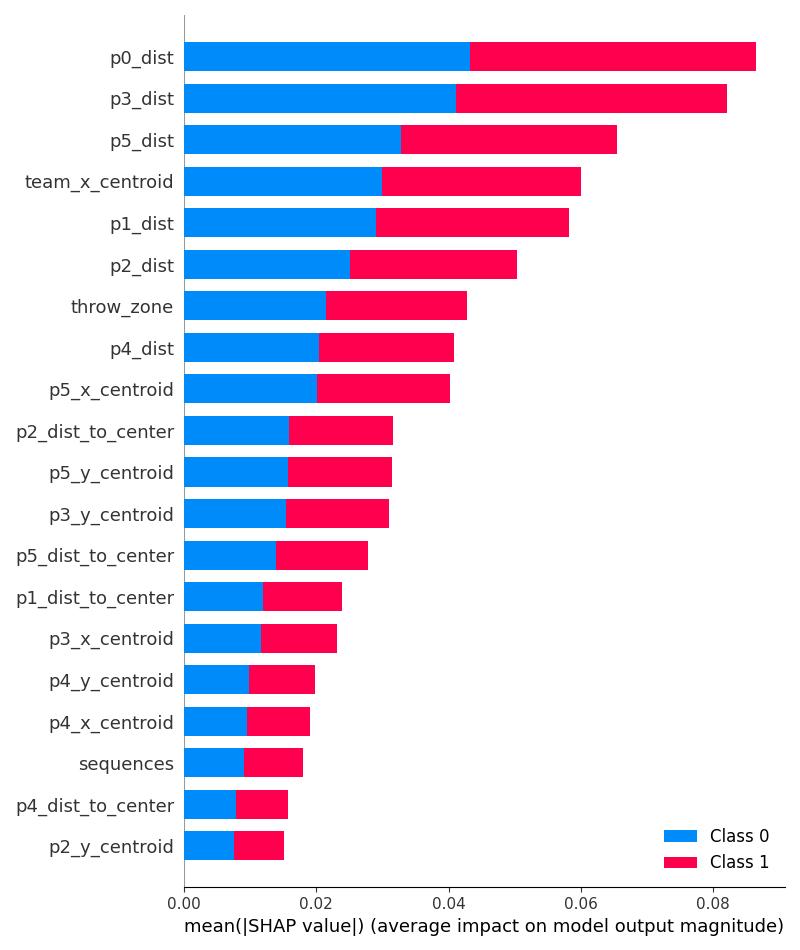 p0_dist
p3_dist
p5_dist
team_x_centroid
p1_dist
p2_dist
throw_zone
p4_dist
p5_x_centroid
p2_dist_to_center
p5_y_centroid
p3_y_centroid
p5_dist_to_center
p1_dist_to_center
p3_x_centroid
p4_y_centroid
p4_x_centroid
sequences
p4_dist_to_center
p2_y_centroid
Class 0
Class 1
0.00 0.02 0.04 0.06 0.08
mean(|SHAP value|) (average impact on model output magnitude)